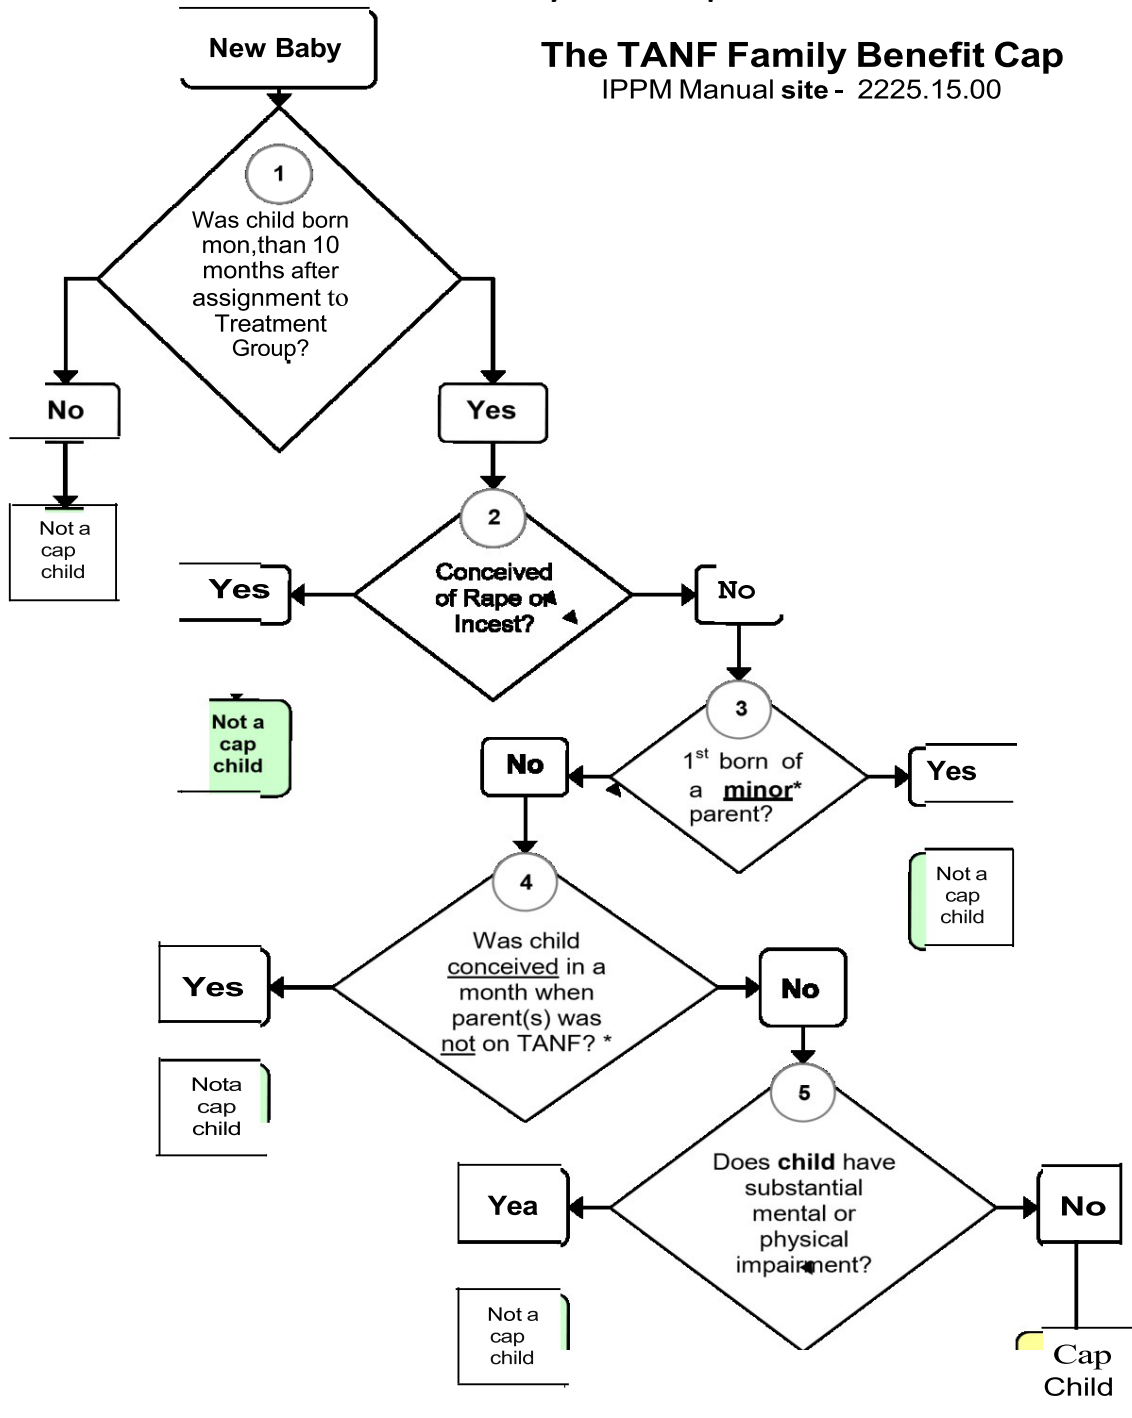 New Baby
The TANF Family Benefit Cap
IPPM Manual site - 2225.15.00
1
Was child born
mon,than 10
months after
assignment to
Treatment
Group?
No
Yes
Not a
cap
child
2
Conceived
of Rape or
Incest?
Yes
No
Not a
cap
child
3
1st born of
a minor*
parent?
No
Yes
Not a
cap
child
4
Was child
conceived in a
month when
parent(s) was
not on TANF? *
Yes
No
Nota
cap
child
5
Does child have
substantial
mental or
physical
impairment?
Yea
No
Not a
cap
child
Cap
Child